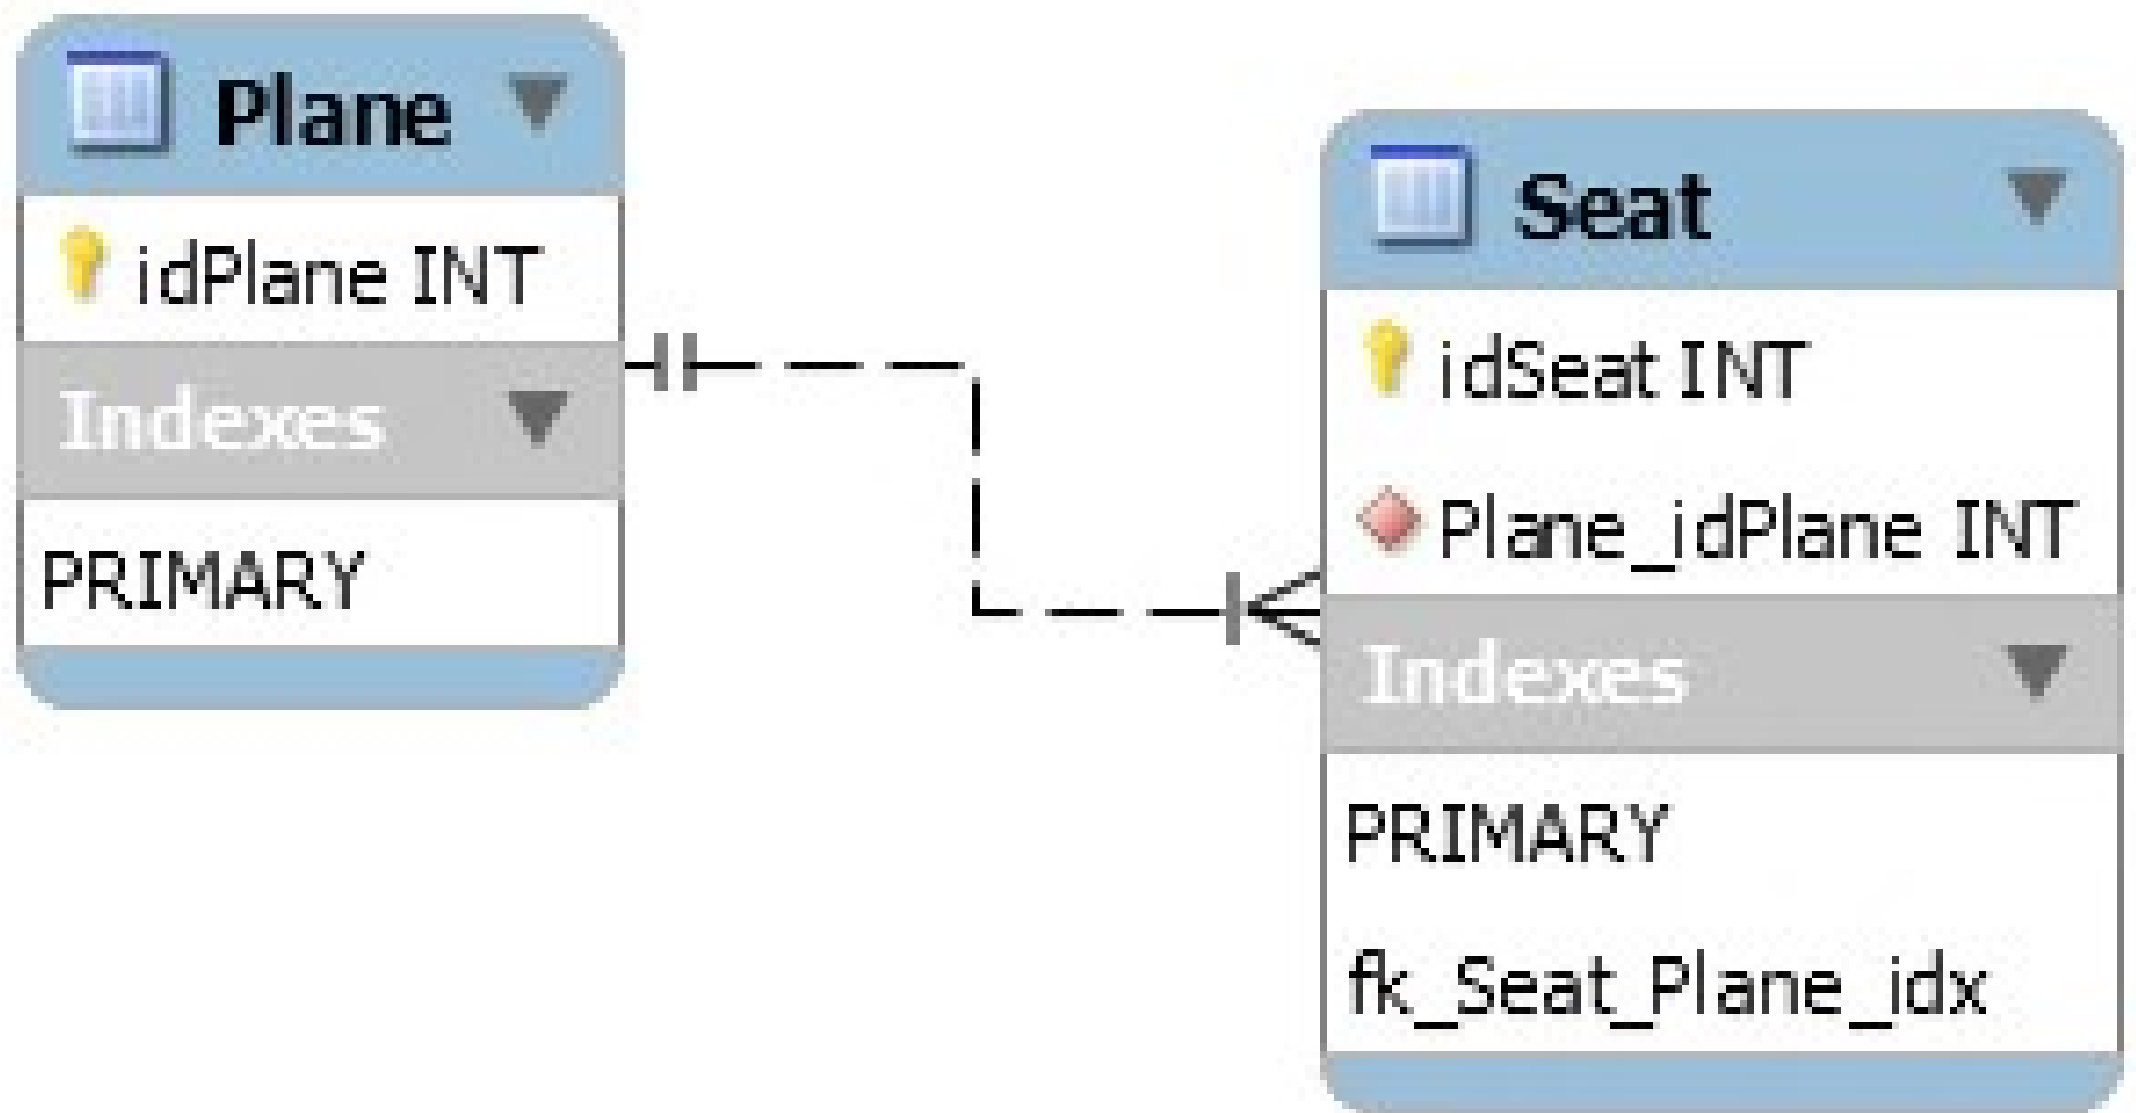 Plane
idPlane INT
Indexes
PRIMARY
Seat
idSeat INT
Plane_idPlane INT
Indexes
PRIMARY
fk_Seat_Plane_idx